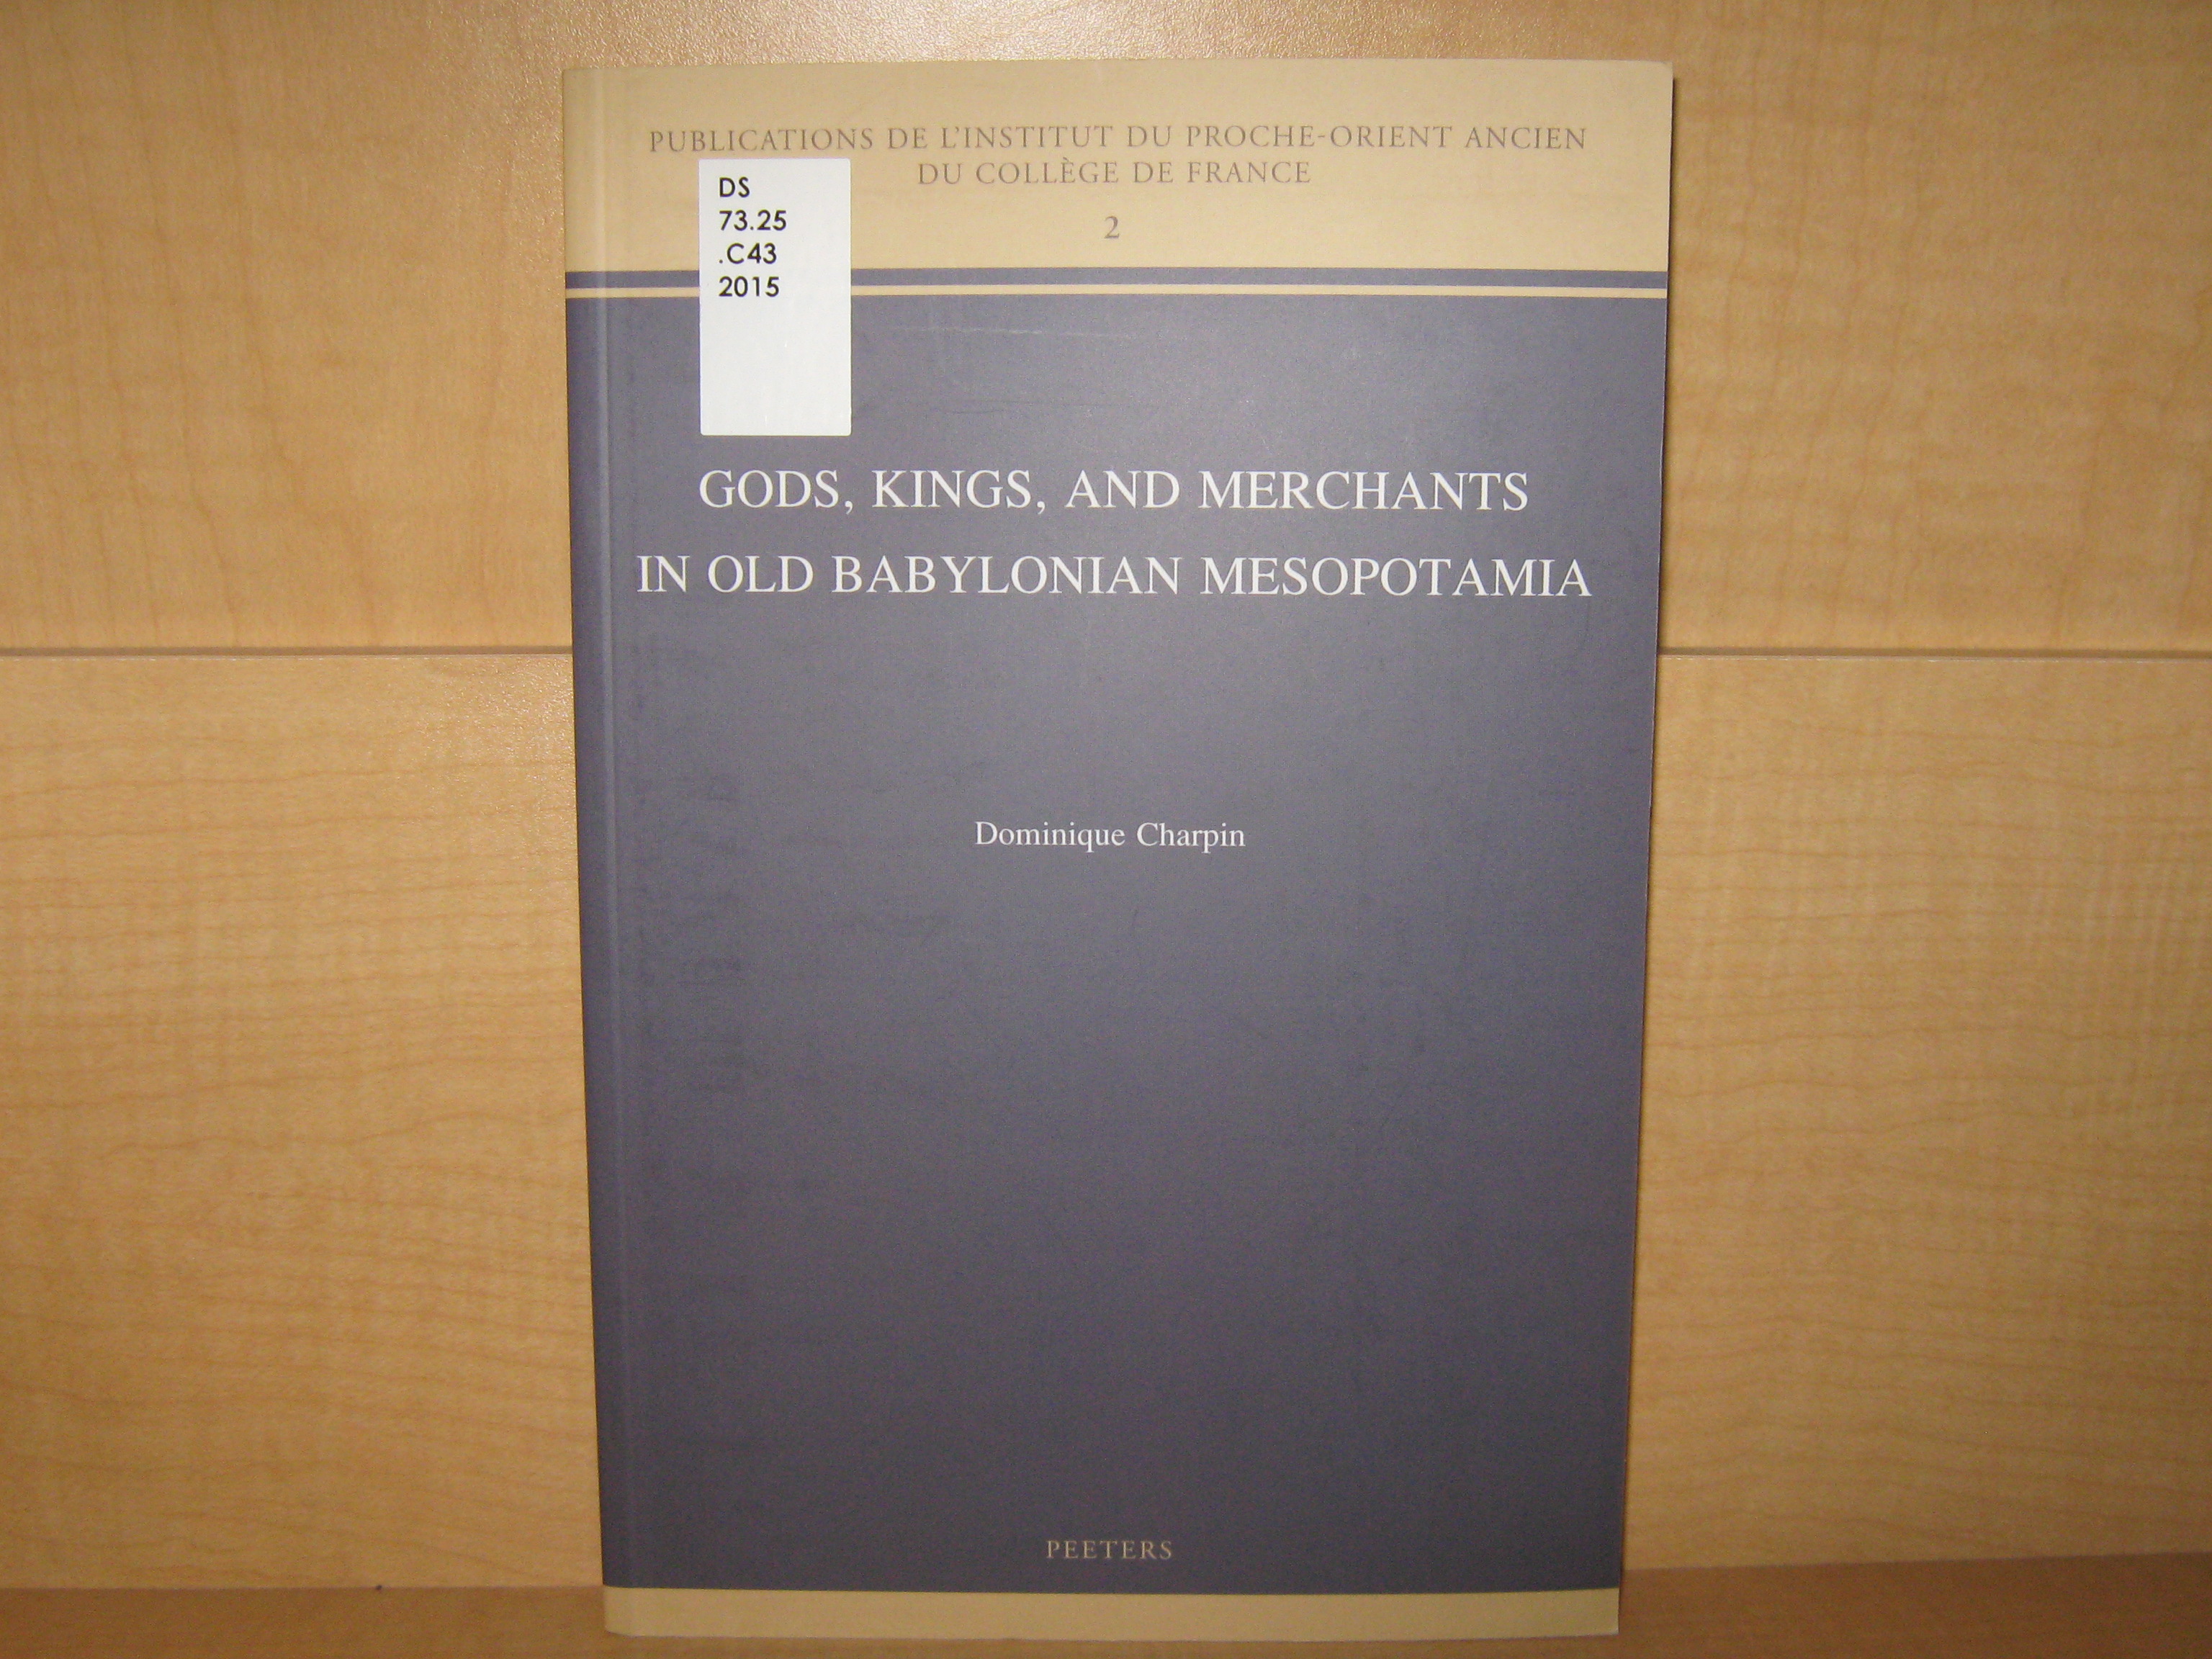 PUBLICATIONS DE L'INSTITUT DU PROCHE-ORIENT ANCIEN
DU COLLÈGE DE FRANCE
2
DS
73.25
.C43
2015
GODS, KINGS, AND MERCHANTS
IN OLD BABYLONIAN MESOPOTAMIA
Dominique Charpin
PEETERS